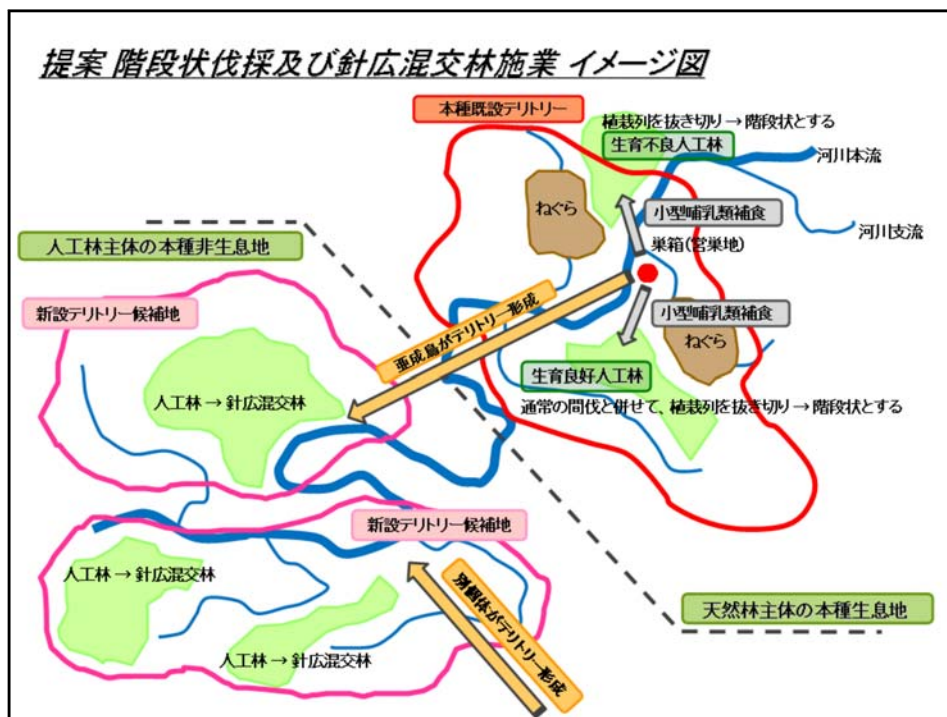 提案 階段状伐採及び針広混交林施業 イメージ図
本種既設テリトリー
植栽列を抜き切り → 階段状とする
生育不良人工林
河川本流
ねぐら
小型哺乳類補食
巣箱(営巣地)
河川支流
人工林主体の本種非生息地
新設テリトリー候補地
亜成鳥がテリトリー形成
小型哺乳類補食
ねぐら
生育良好人工林
人工林 → 針広混交林
通常の間伐と併せて、植栽列を抜き切り → 階段状とする
新設テリトリー候補地
人工林 → 針広混交林
別個体がテリトリー形成
天然林主体の本種生息地
人工林 → 針広混交林